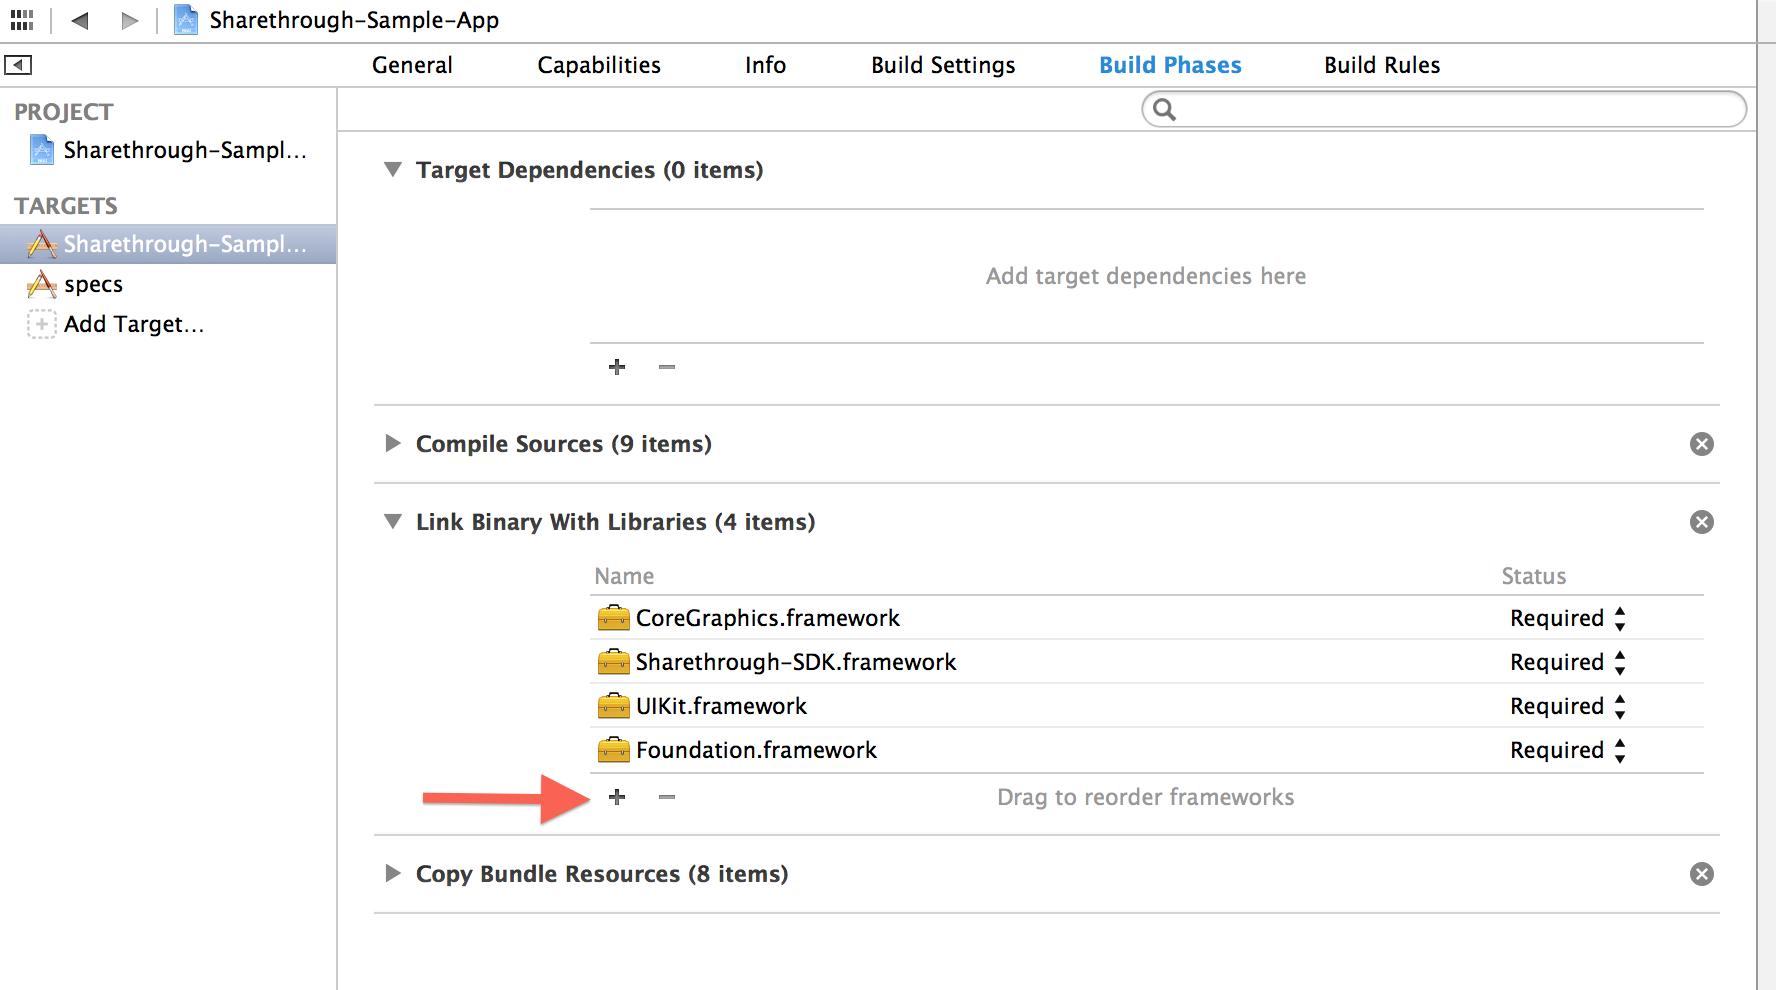 Sharethrough-Sample-App
General Capabilities Info Build Settings Build Phases Build Rules
PROJECT
Sharethrough-Sampl...
TARGETS
Sharethrough-Sampl...
specs
Add Target...
Target Dependencies (0 items)
Add target dependencies here
Compile Sources (9 items)
Link Binary With Libraries (4 items)
Name Status
CoreGraphics.framework Required
Sharethrough-SDK.framework Required
UIKit.framework Required
Foundation.framework Required
Drag to reorder frameworks
Copy Bundle Resources (8 items)